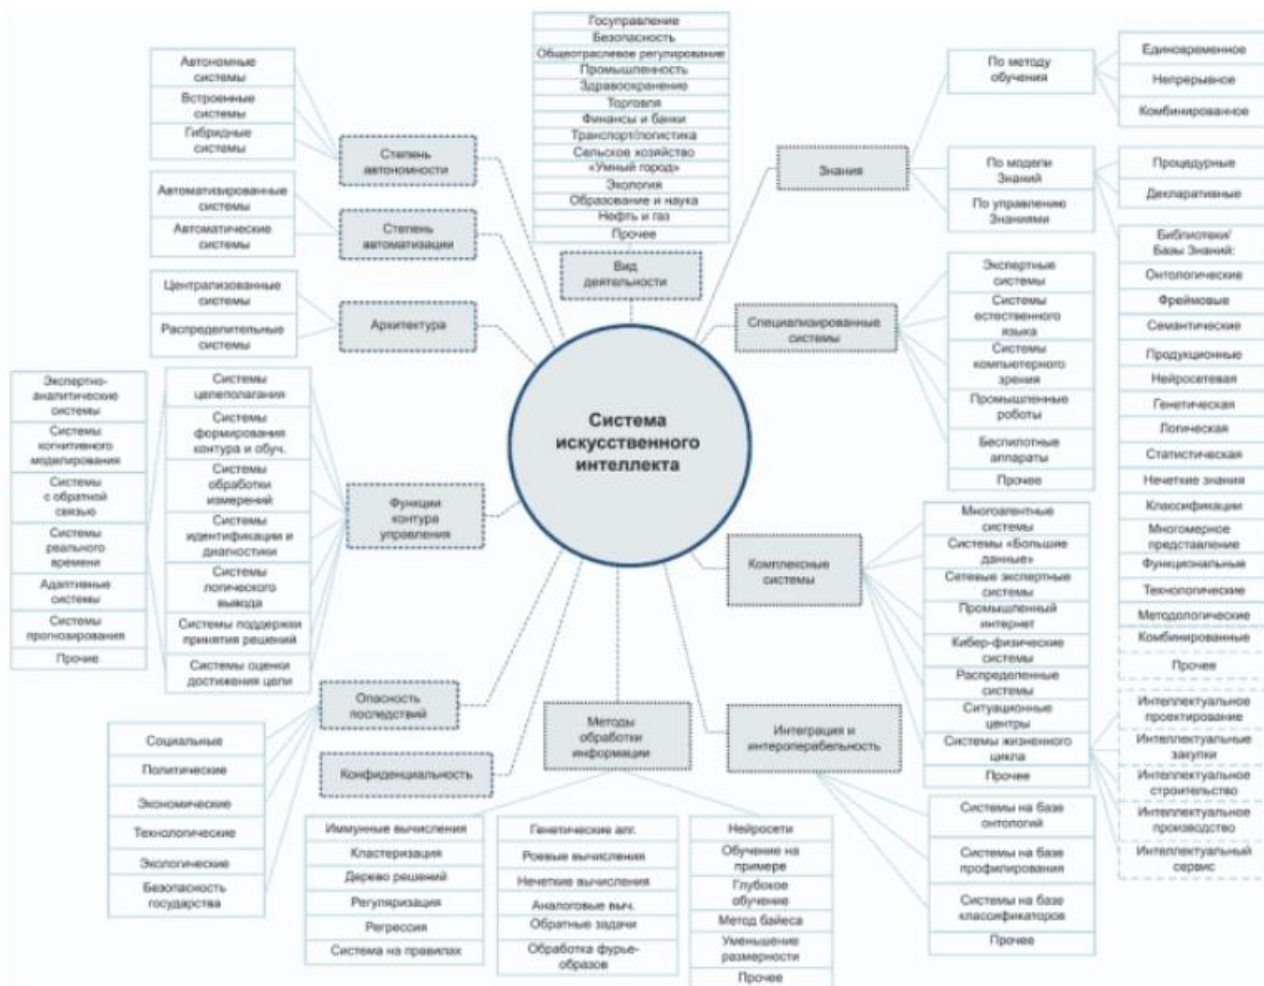 Госуправление
Безопасность
Общеотраслевое регулирование
Промышленность
Здравоохранение
Торговля
Финансы и банки
Транспорт/логистика
Сельское хозяйство
«Умный город»
Экология
Образование и наука
Нефть и газ
Прочее
Вид
деятельности
Автономные
системы
Встроенные
системы
Гибридные
системы
Степень
автономности
Автоматизированные
системы
Автоматические
системы
Степень
автоматизации
Централизованные
системы
Распределительные
системы
Архитектура
Экспертно-
аналитические
системы
Системы
когнитивного
моделирования
Системы
с обратной
связью
Системы
реального
времени
Адаптивные
системы
Системы
прогнозирования
Прочие
Системы
целеполагания
Системы
формирования
контура и обуч.
Системы
обработки
измерений
Системы
идентификации и
диагностики
Системы
логического
вывода
Системы поддержки
принятия решений
Системы оценки
достижения цели
Функции
контура
управления
Система
искусственного
интеллекта
Опасность
последствий
Социальные
Политические
Экономические
Технологические
Экологические
Безопасность
государства
Конфиденциальность
Методы
обработки
информации
Иммунные вычисления
Кластеризация
Дерево решений
Регуляризация
Регрессия
Система на правилах
Генетические алг.
Роевые вычисления
Нечеткие вычисления
Аналоговые выч.
Обратные задачи
Обработка фурье-
образов
Нейросети
Обучение на
примере
Глубокое
обучение
Метод байеса
Уменьшение
размерности
Прочее
Знания
По методу
обучения
Единовременное
Непрерывное
Комбинированное
По модели
Знаний
По управлению
Знаниями
Процедурные
Декларативные
Библиотеки/
Базы Знаний:
Онтологические
Фреймовые
Семантические
Продукционные
Нейросетевая
Генетическая
Логическая
Статистическая
Нечеткие знания
Классификации
Многомерное
представление
Функциональные
Технологические
Методологические
Комбинированные
Прочее
Специализированные
системы
Экспертные
системы
Системы
естественного
языка
Системы
компьютерного
зрения
Промышленные
роботы
Беспилотные
аппараты
Прочее
Комплексные
системы
Многоагентные
системы
Системы «Большие
данные»
Сетевые экспертные
системы
Промышленный
интернет
Кибер-физические
системы
Распределенные
системы
Ситуационные
центры
Системы жизненного
цикла
Прочее
Интеллектуальное
проектирование
Интеллектуальные
закупки
Интеллектуальное
строительство
Интеллектуальное
производство
Интеллектуальный
сервис
Интеграция и
интероперабельность
Системы на базе
онтологий
Системы на базе
профилирования
Системы на базе
классификаторов
Прочее